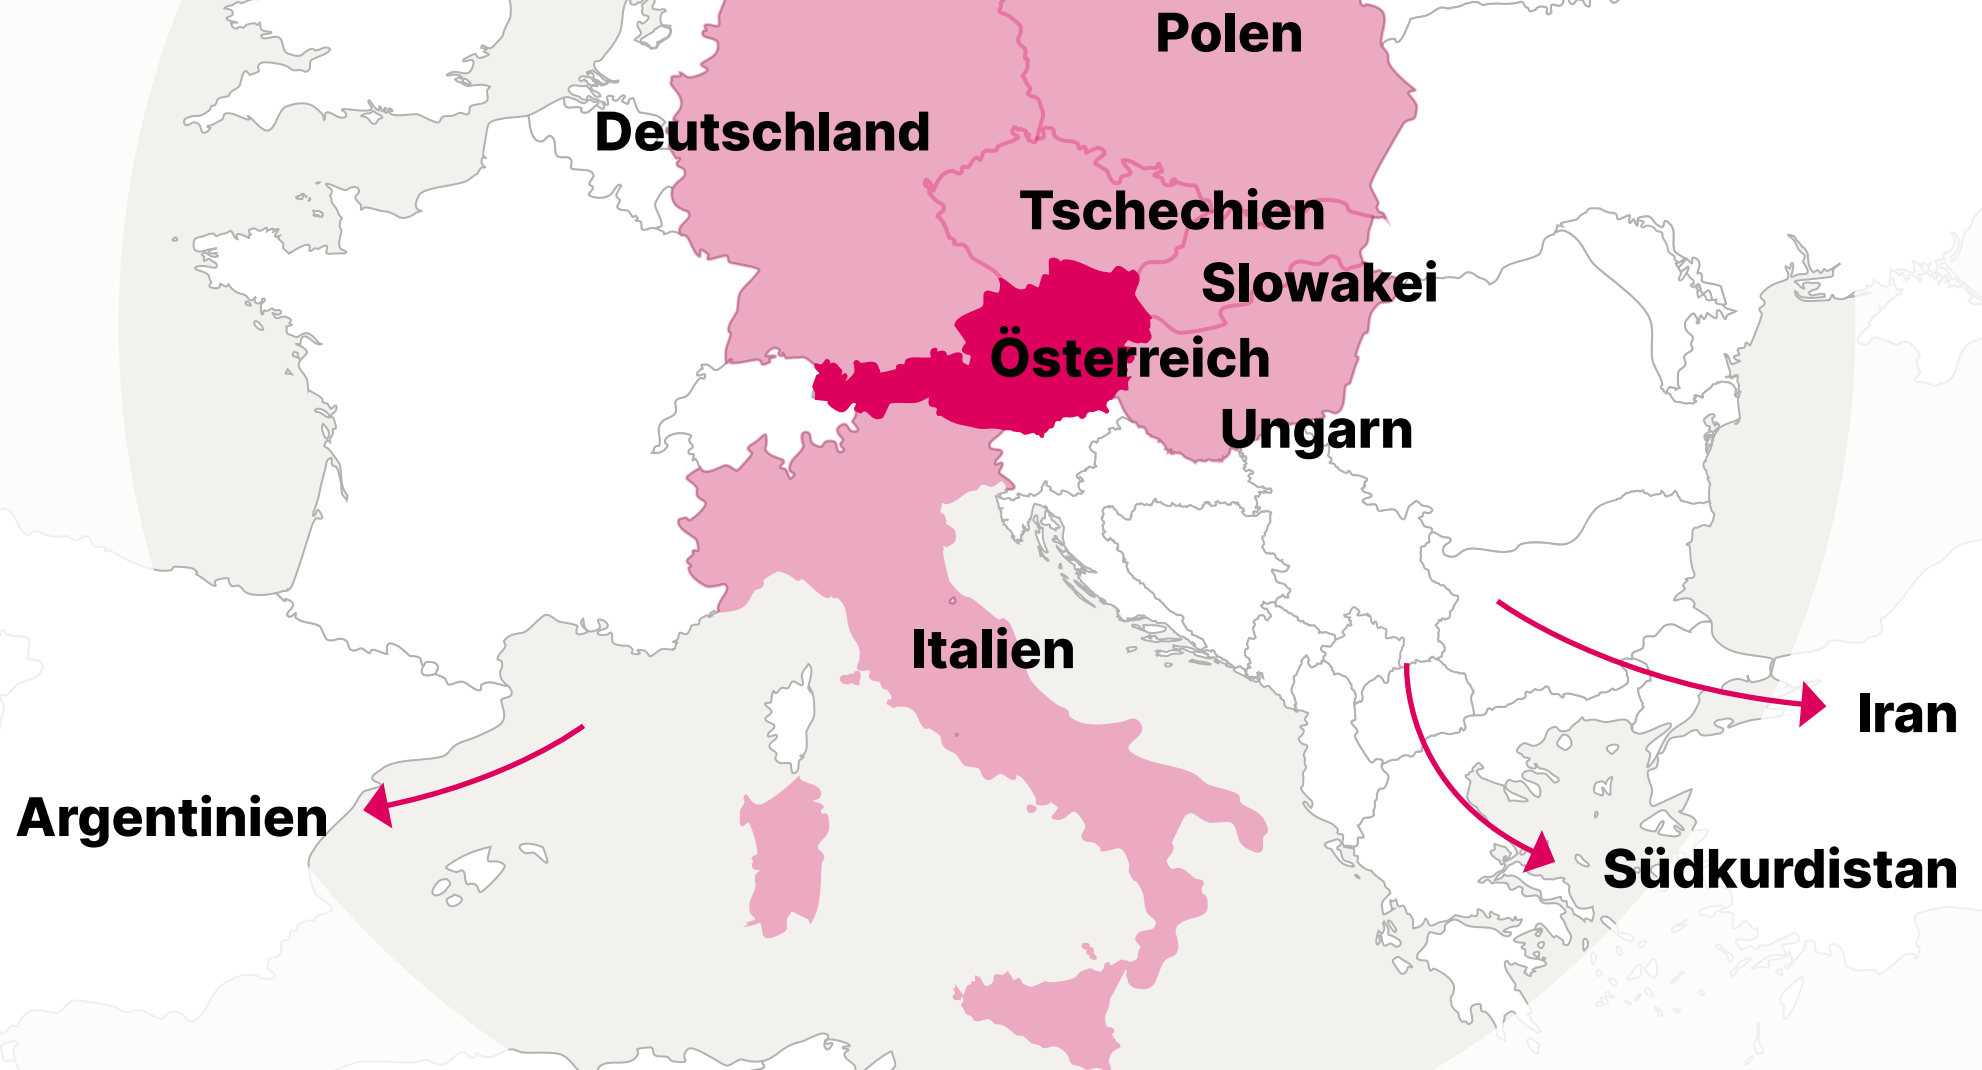 Polen
Deutschland
Tschechien
Slowakei
Österreich
Ungarn
Italien
Iran
Argentinien
Südkurdistan